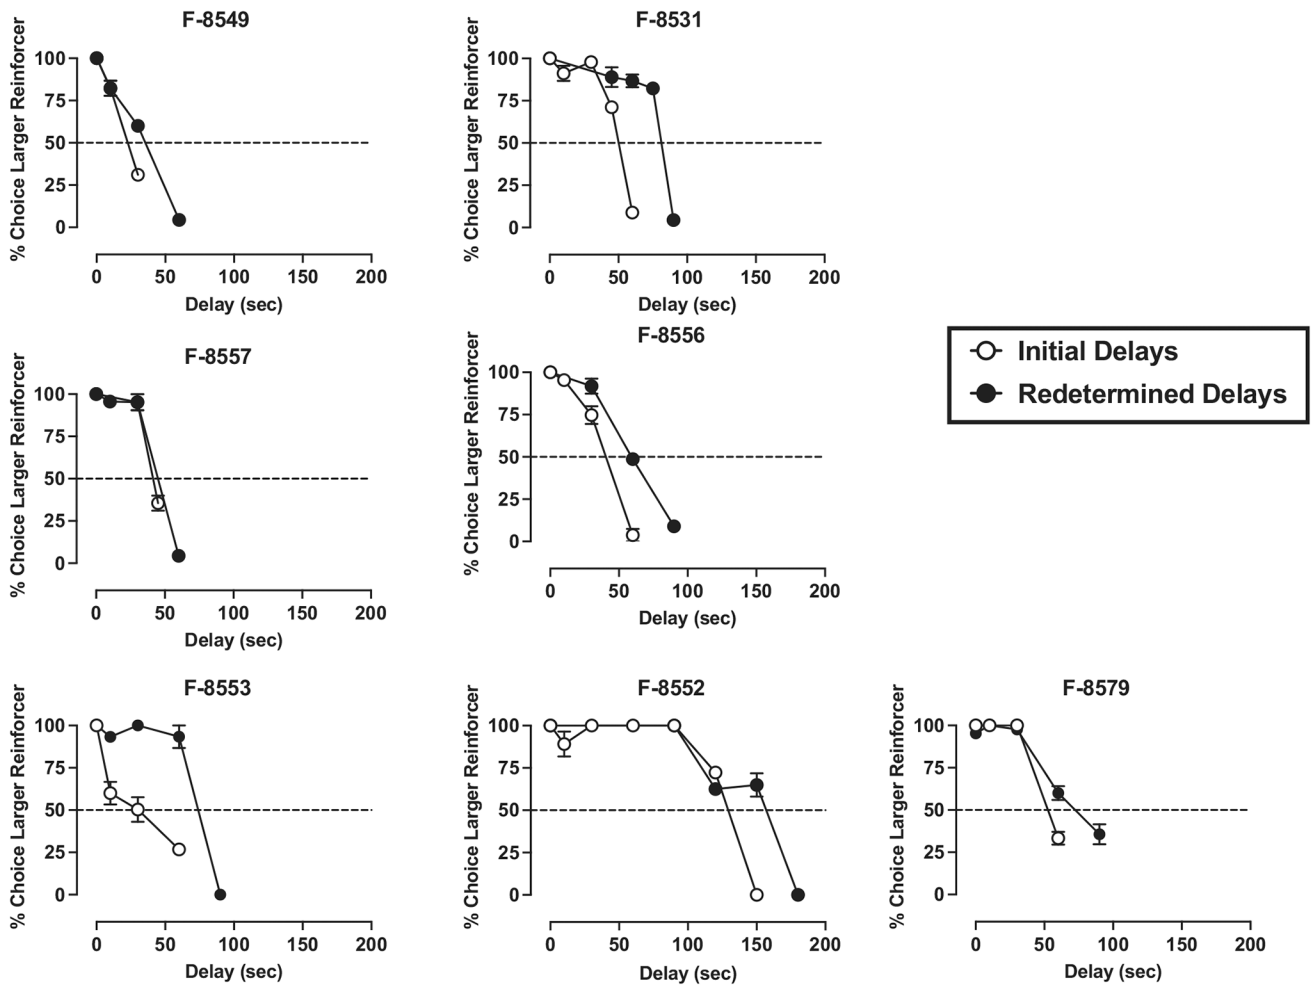 F-8549
% Choice Larger Reinforcer
100
75
50
25
0
0 50 100 150 200
Delay (sec)
F-8531
% Choice Larger Reinforcer
100
75
50
25
0
0 50 100 150 200
Delay (sec)
F-8557
% Choice Larger Reinforcer
100
75
50
25
0
0 50 100 150 200
Delay (sec)
F-8556
% Choice Larger Reinforcer
100
75
50
25
0
0 50 100 150 200
Delay (sec)
Initial Delays
Redetermined Delays
F-8553
% Choice Larger Reinforcer
100
75
50
25
0
0 50 100 150 200
Delay (sec)
F-8552
% Choice Larger Reinforcer
100
75
50
25
0
0 50 100 150 200
Delay (sec)
F-8579
% Choice Larger Reinforcer
100
75
50
25
0
0 50 100 150 200
Delay (sec)